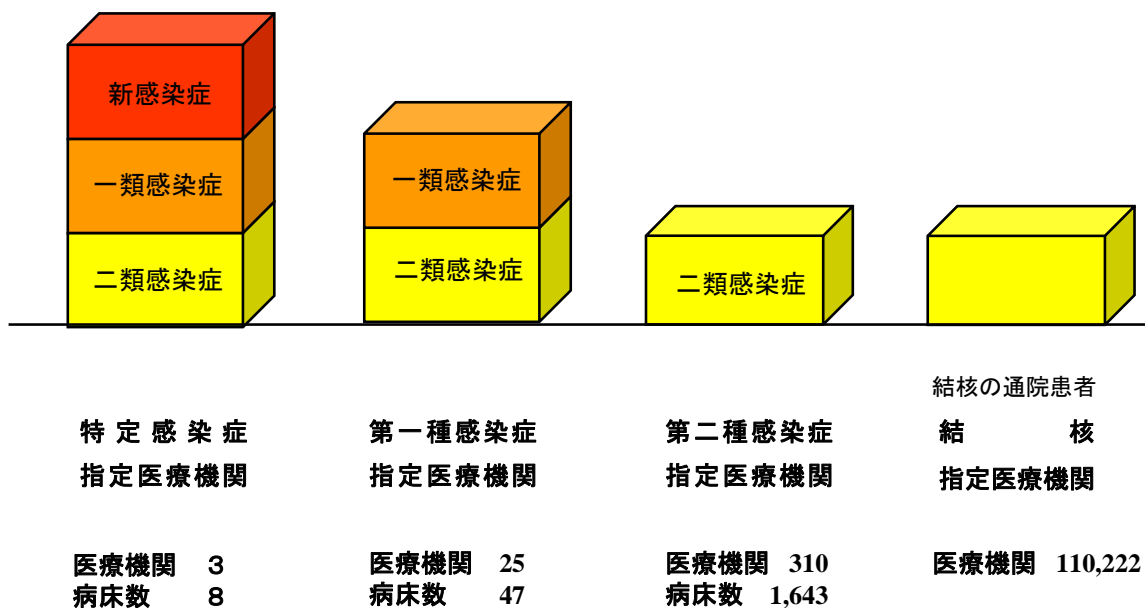 新感染症
一類感染症
二類感染症
一類感染症
二類感染症
二類感染症
結核の通院患者
特定感染症
指定医療機関
医療機関 3
病床数 8
第一種感染症
指定医療機関
医療機関 25
病床数 47
第二種感染症
指定医療機関
医療機関 310
病床数 1,643
結核
指定医療機関
医療機関 110,222